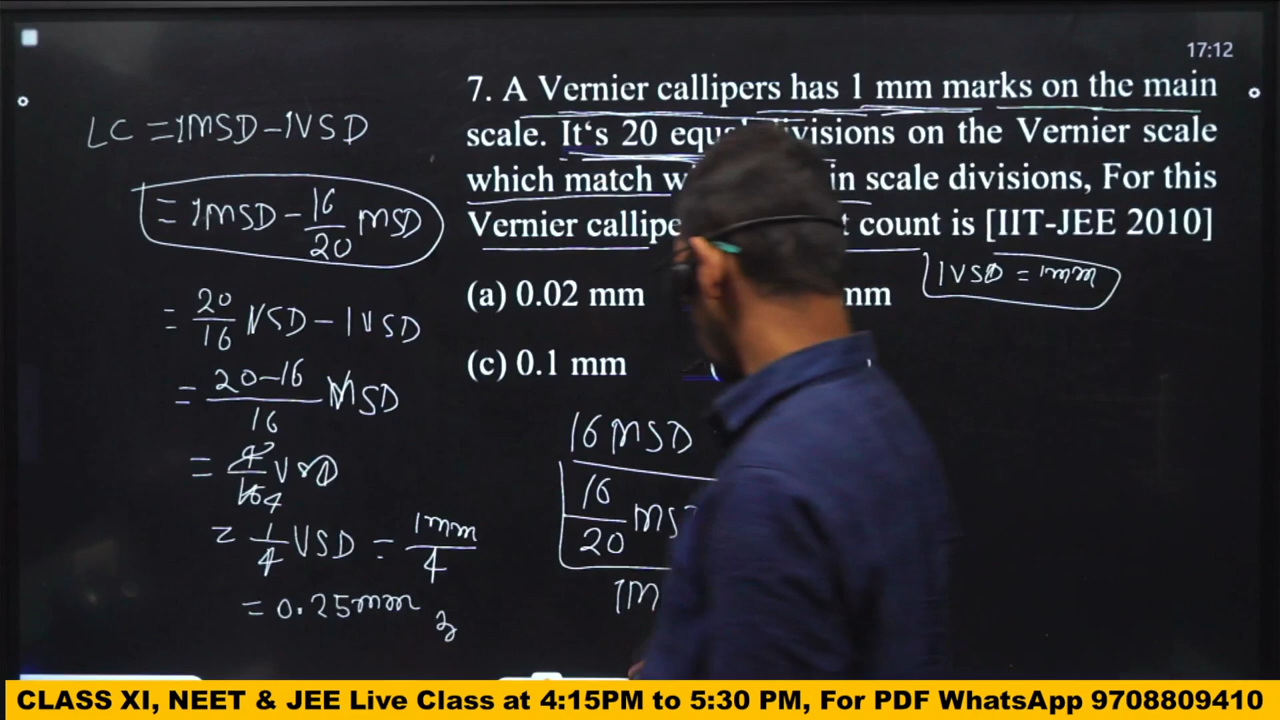 17:12
7. A Vernier callipers has 1 mm marks on the main
scale. It's 20 equ ivisions on the Vernier scale
which match w in scale divisions, For this
Vernier callipe t count is [IIT-JEE 2010]
(a) 0.02 mm mm
(c) 0.1 mm
1VSD = 1mm
LC = 1MSD - 1VSD
= 1MSD - 16/20 MSD
= 20/16 VSD - 1VSD
= 20-16/16 MSD
= 4/16 4 VSD
= 1/4 VSD = 1mm/4
= 0.25mm
16 MSD
16/20 MS
1M
CLASS XI, NEET & JEE Live Class at 4:15PM to 5:30 PM, For PDF WhatsApp 9708809410